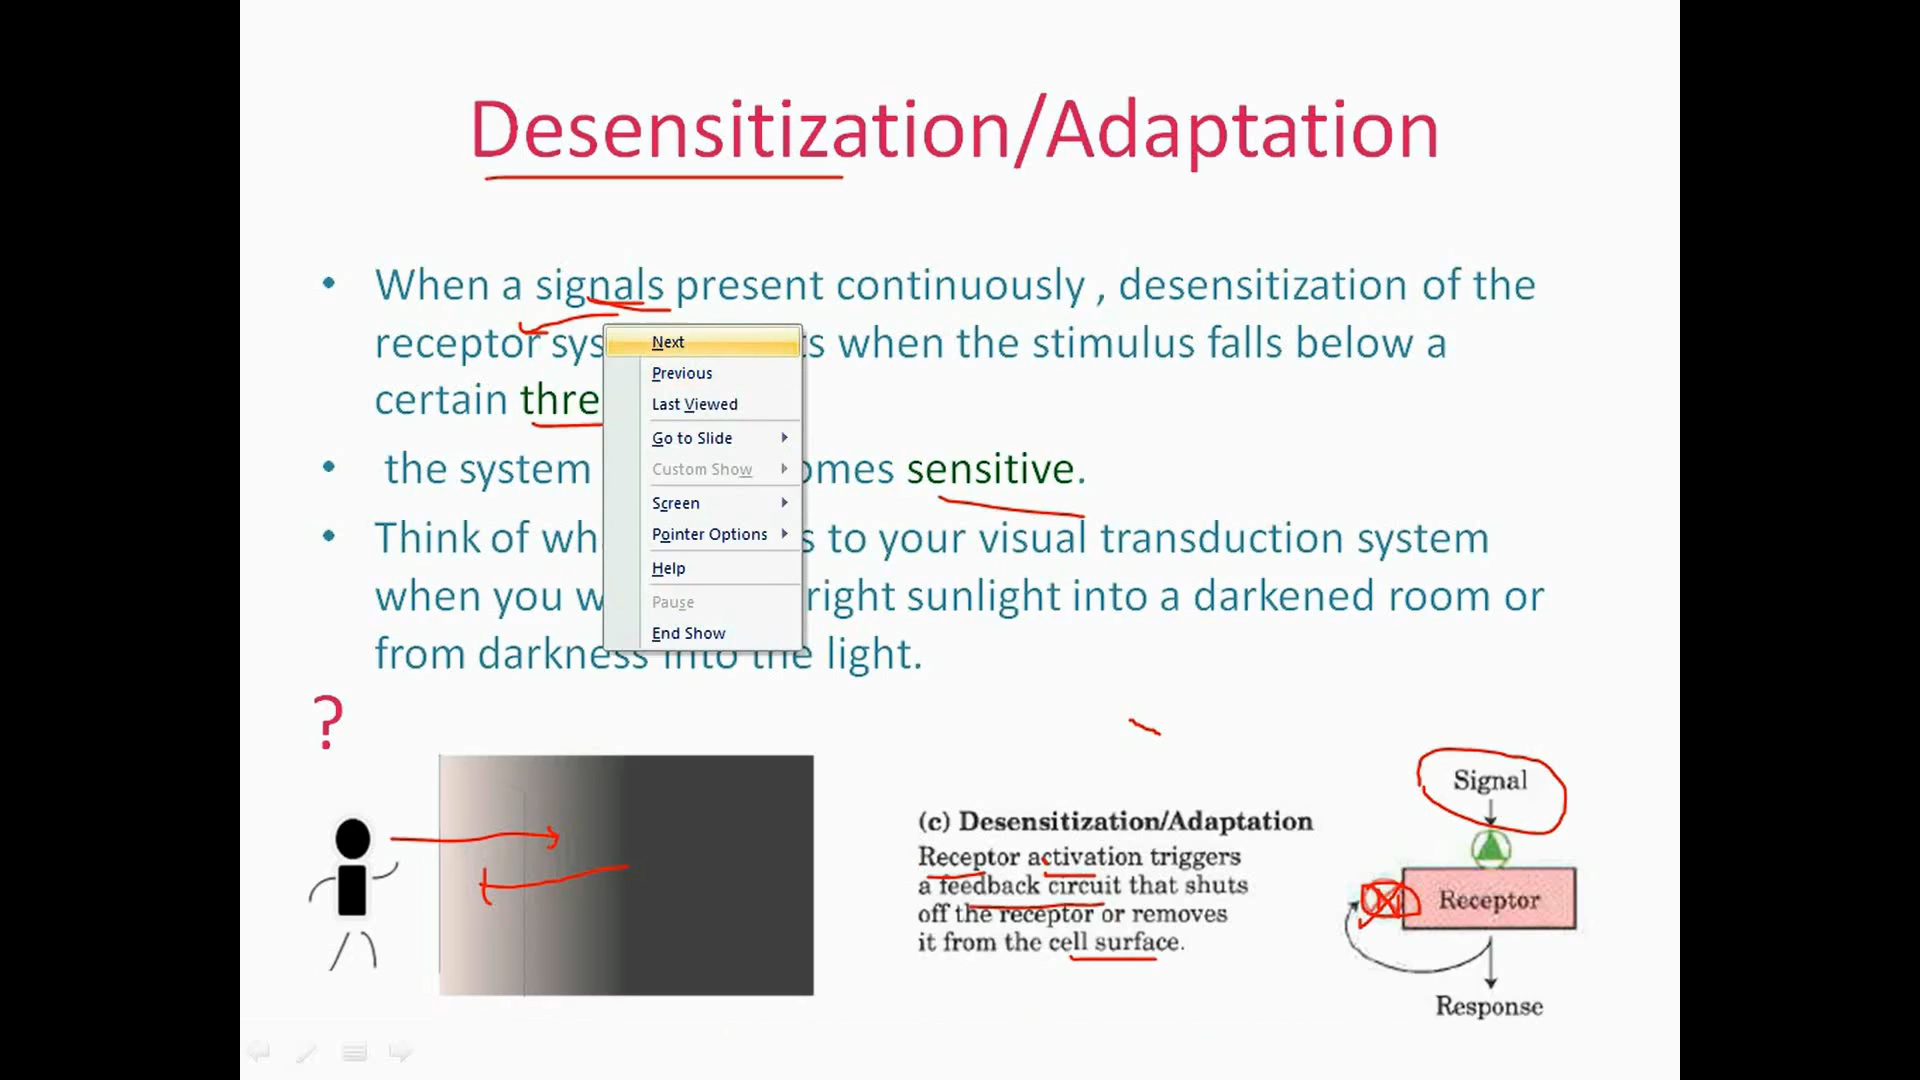 Desensitization/Adaptation
• When a signals present continuously , desensitization of the
receptor sys s when the stimulus falls below a
certain thre
• the system omes sensitive.
• Think of wh s to your visual transduction system
when you w right sunlight into a darkened room or
from darkness into the light.
Next
Previous
Last Viewed
Go to Slide
Custom Show
Screen
Pointer Options
Help
Pause
End Show
?
(c) Desensitization/Adaptation
Receptor activation triggers
a feedback circuit that shuts
off the receptor or removes
it from the cell surface.
Signal
Receptor
Response